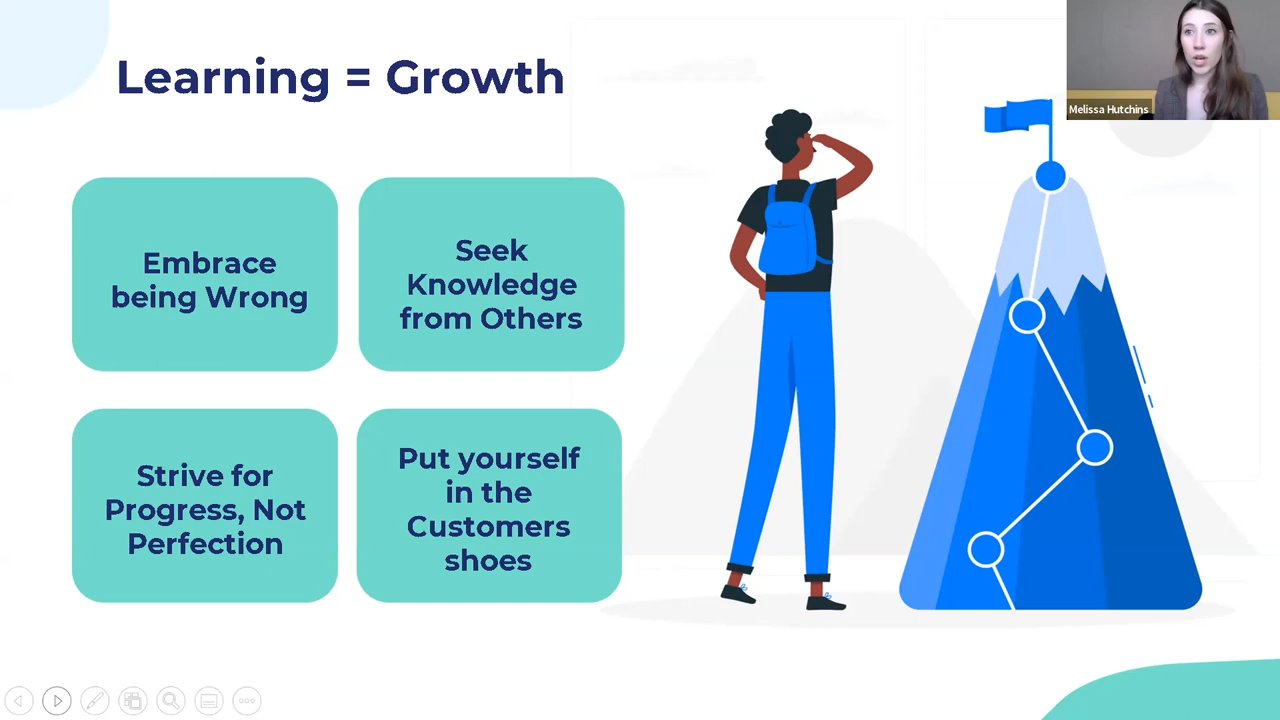 Learning = Growth
Melissa Hutchins
Embrace
being Wrong
Seek
Knowledge
from Others
Strive for
Progress, Not
Perfection
Put yourself
in the
Customers
shoes